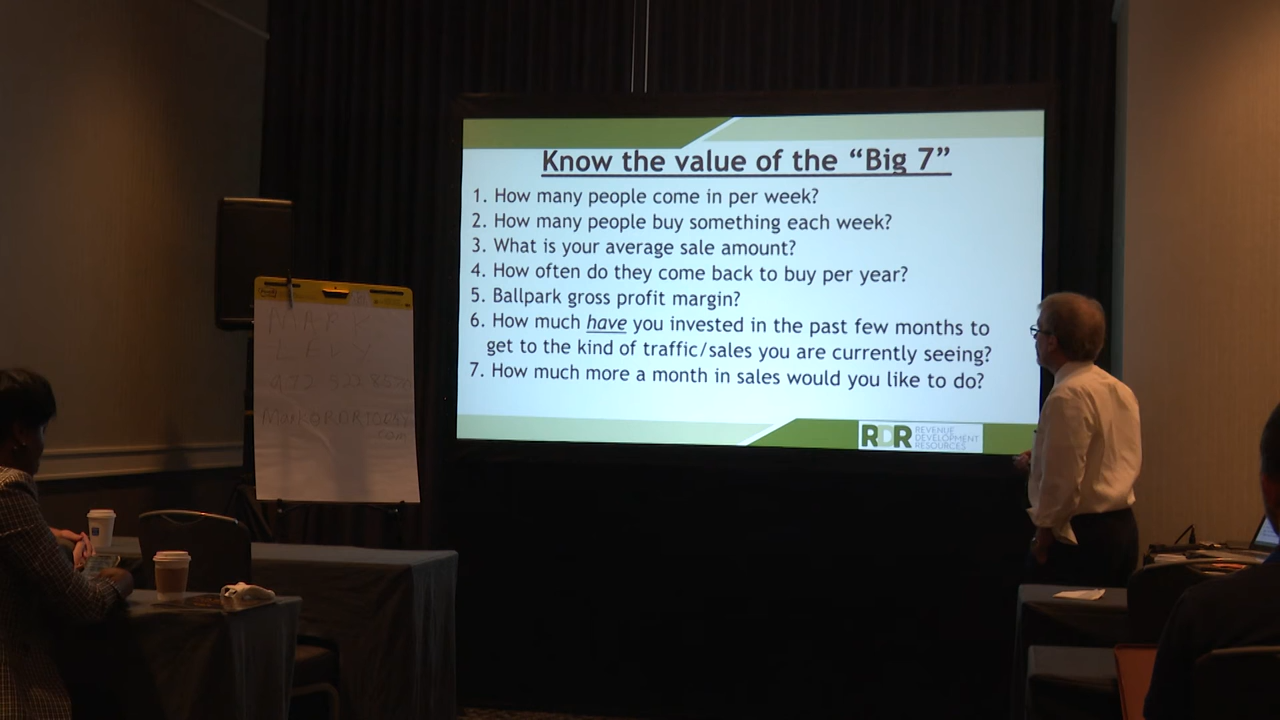 Know the value of the “Big 7”
1. How many people come in per week?
2. How many people buy something each week?
3. What is your average sale amount?
4. How often do they come back to buy per year?
5. Ballpark gross profit margin?
6. How much have you invested in the past few months to
get to the kind of traffic/sales you are currently seeing?
7. How much more a month in sales would you like to do?
RDR
REVENUE
DEVELOPMENT
RESOURCES